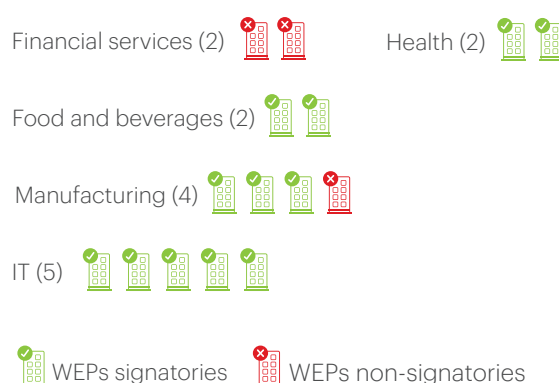 Financial services (2)
Health (2)
Food and beverages (2)
Manufacturing (4)
IT (5)
WEPs signatories
WEPs non-signatories